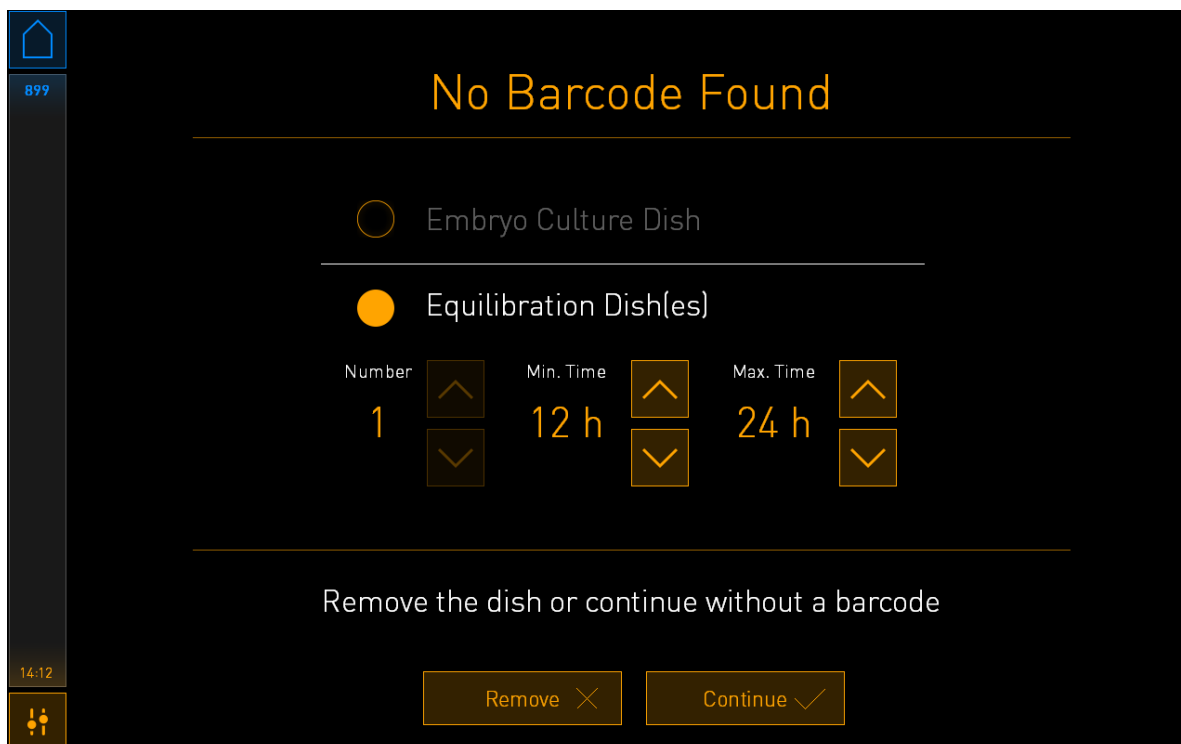 899
No Barcode Found
Embryo Culture Dish
Equilibration Dish(es)
Number Min. Time Max. Time
1 12 h 24 h
Remove the dish or continue without a barcode
14:12
Remove Continue